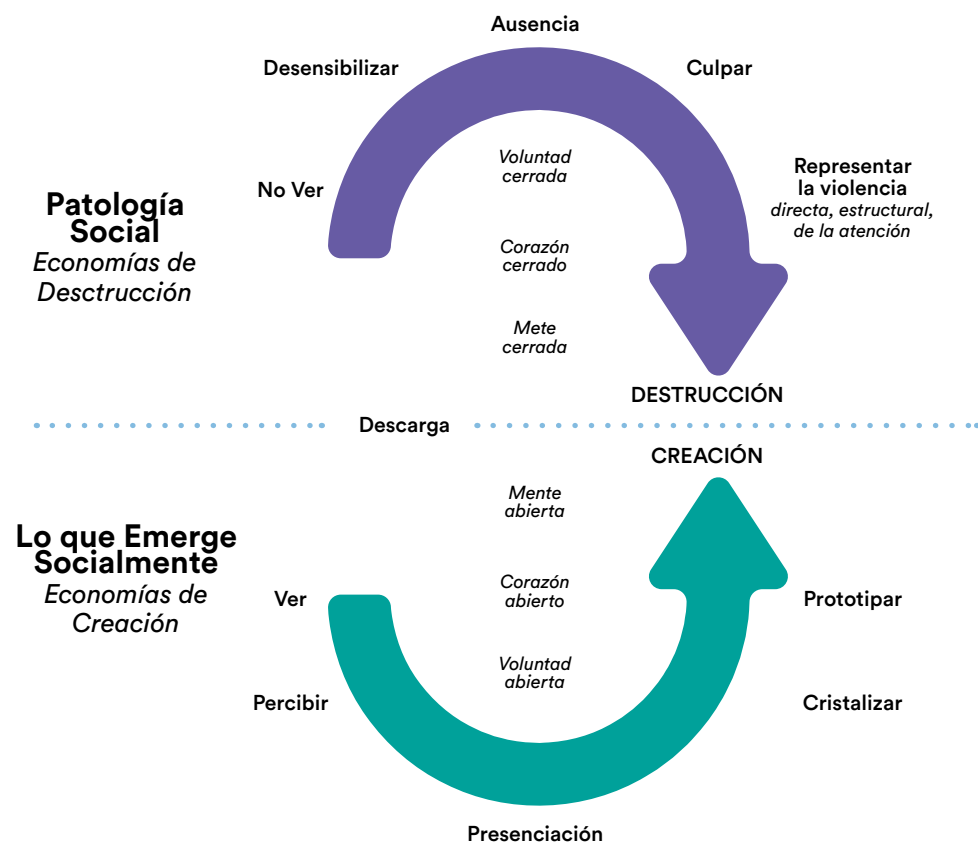 Ausencia
Desensibilizar
Culpar
No Ver
Voluntad
cerrada
Corazón
cerrado
Mete
cerrada
Representar
la violencia
directa, estructural,
de la atención
Patología
Social
Economías de
Desctrucción
DESTRUCCIÓN
Descarga
CREACIÓN
Lo que Emerge
Socialmente
Economías de
Creación
Mente
abierta
Corazón
abierto
Voluntad
abierta
Ver
Percibir
Presenciación
Cristalizar
Prototipar